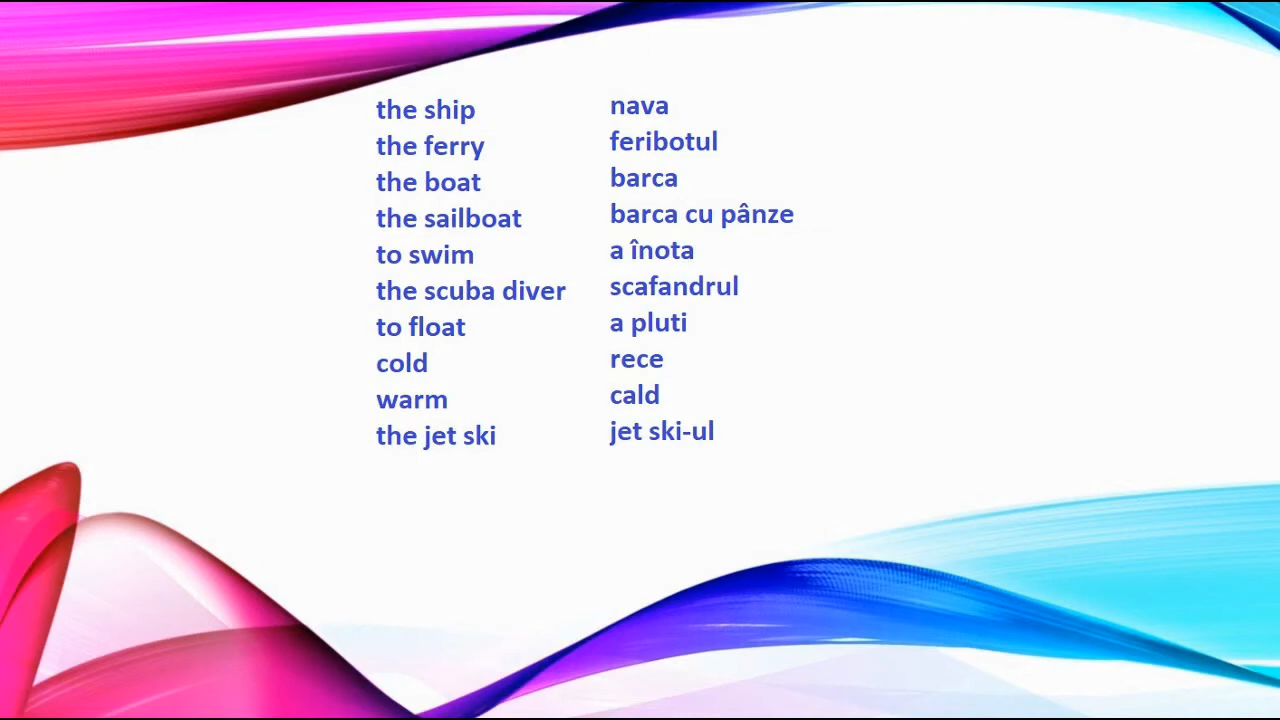 the ship nava
the ferry feribotul
the boat barca
the sailboat barca cu pânze
to swim a înota
the scuba diver scafandrul
to float a pluti
cold rece
warm cald
the jet ski jet ski-ul